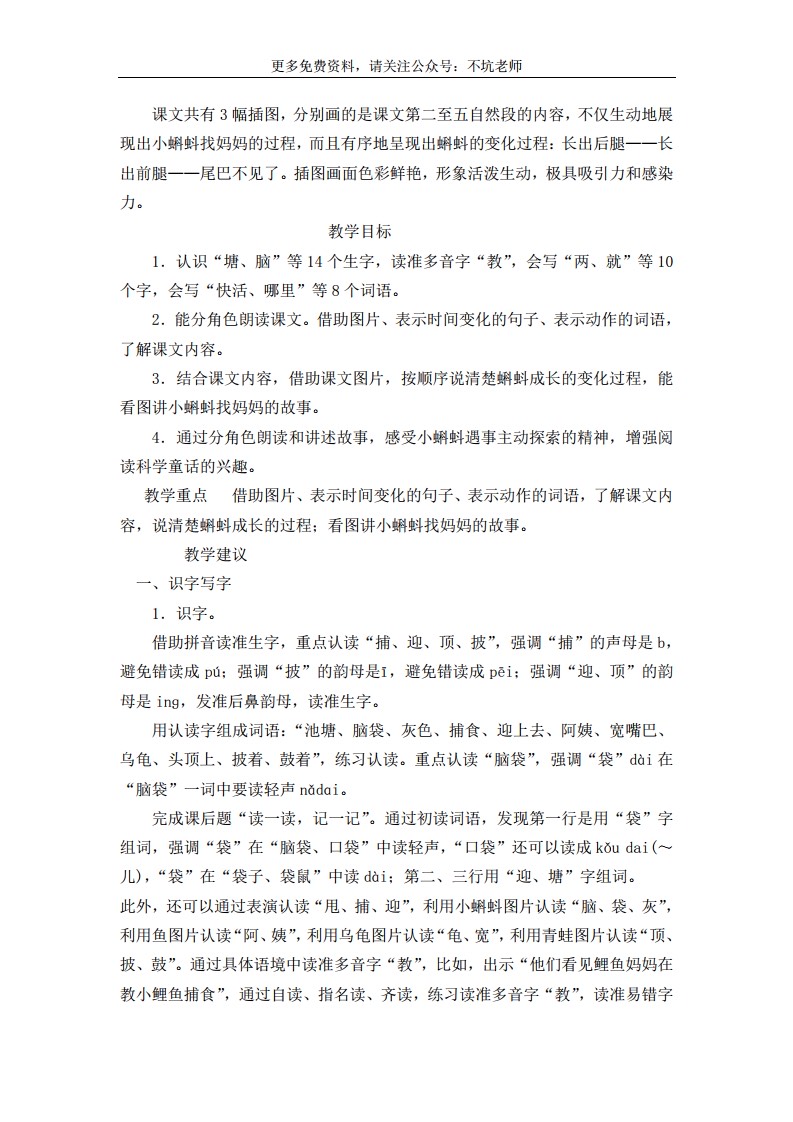 更多免费资料，请关注公众号：不坑老师
课文共有 3 幅插图，分别画的是课文第二至五自然段的内容，不仅生动地展
现出小蝌蚪找妈妈的过程，而且有序地呈现出蝌蚪的变化过程：长出后腿——长
出前腿——尾巴不见了。插图画面色彩鲜艳，形象活泼生动，极具吸引力和感染
力。
教学目标
1．认识“塘、脑”等 14 个生字，读准多音字“教”，会写“两、就”等 10
个字，会写“快活、哪里”等 8 个词语。
2．能分角色朗读课文。借助图片、表示时间变化的句子、表示动作的词语，
了解课文内容。
3．结合课文内容，借助课文图片，按顺序说清楚蝌蚪成长的变化过程，能
看图讲小蝌蚪找妈妈的故事。
4．通过分角色朗读和讲述故事，感受小蝌蚪遇事主动探索的精神，增强阅
读科学童话的兴趣。
教学重点　借助图片、表示时间变化的句子、表示动作的词语，了解课文内
容，说清楚蝌蚪成长的过程；看图讲小蝌蚪找妈妈的故事。
教学建议
一、识字写字
1．识字。
借助拼音读准生字，重点认读“捕、迎、顶、披”，强调“捕”的声母是 b，
避免错读成 pú；强调“披”的韵母是ī，避免错读成 pēi；强调“迎、顶”的韵
母是 ing，发准后鼻韵母，读准生字。
用认读字组成词语：“池塘、脑袋、灰色、捕食、迎上去、阿姨、宽嘴巴、
乌龟、头顶上、披着、鼓着”，练习认读。重点认读“脑袋”，强调“袋”dài 在
“脑袋”一词中要读轻声 nǎdai。
完成课后题“读一读，记一记”。通过初读词语，发现第一行是用“袋”字
组词，强调“袋”在“脑袋、口袋”中读轻声，“口袋”还可以读成 kǒu dai(～
儿)，“袋”在“袋子、袋鼠”中读 dài；第二、三行用“迎、塘”字组词。
此外，还可以通过表演认读“甩、捕、迎”，利用小蝌蚪图片认读“脑、袋、灰”，
利用鱼图片认读“阿、姨”，利用乌龟图片认读“龟、宽”，利用青蛙图片认读“顶、
披、鼓”。通过具体语境中读准多音字“教”，比如，出示“他们看见鲤鱼妈妈在
教小鲤鱼捕食”，通过自读、指名读、齐读，练习读准多音字“教”，读准易错字